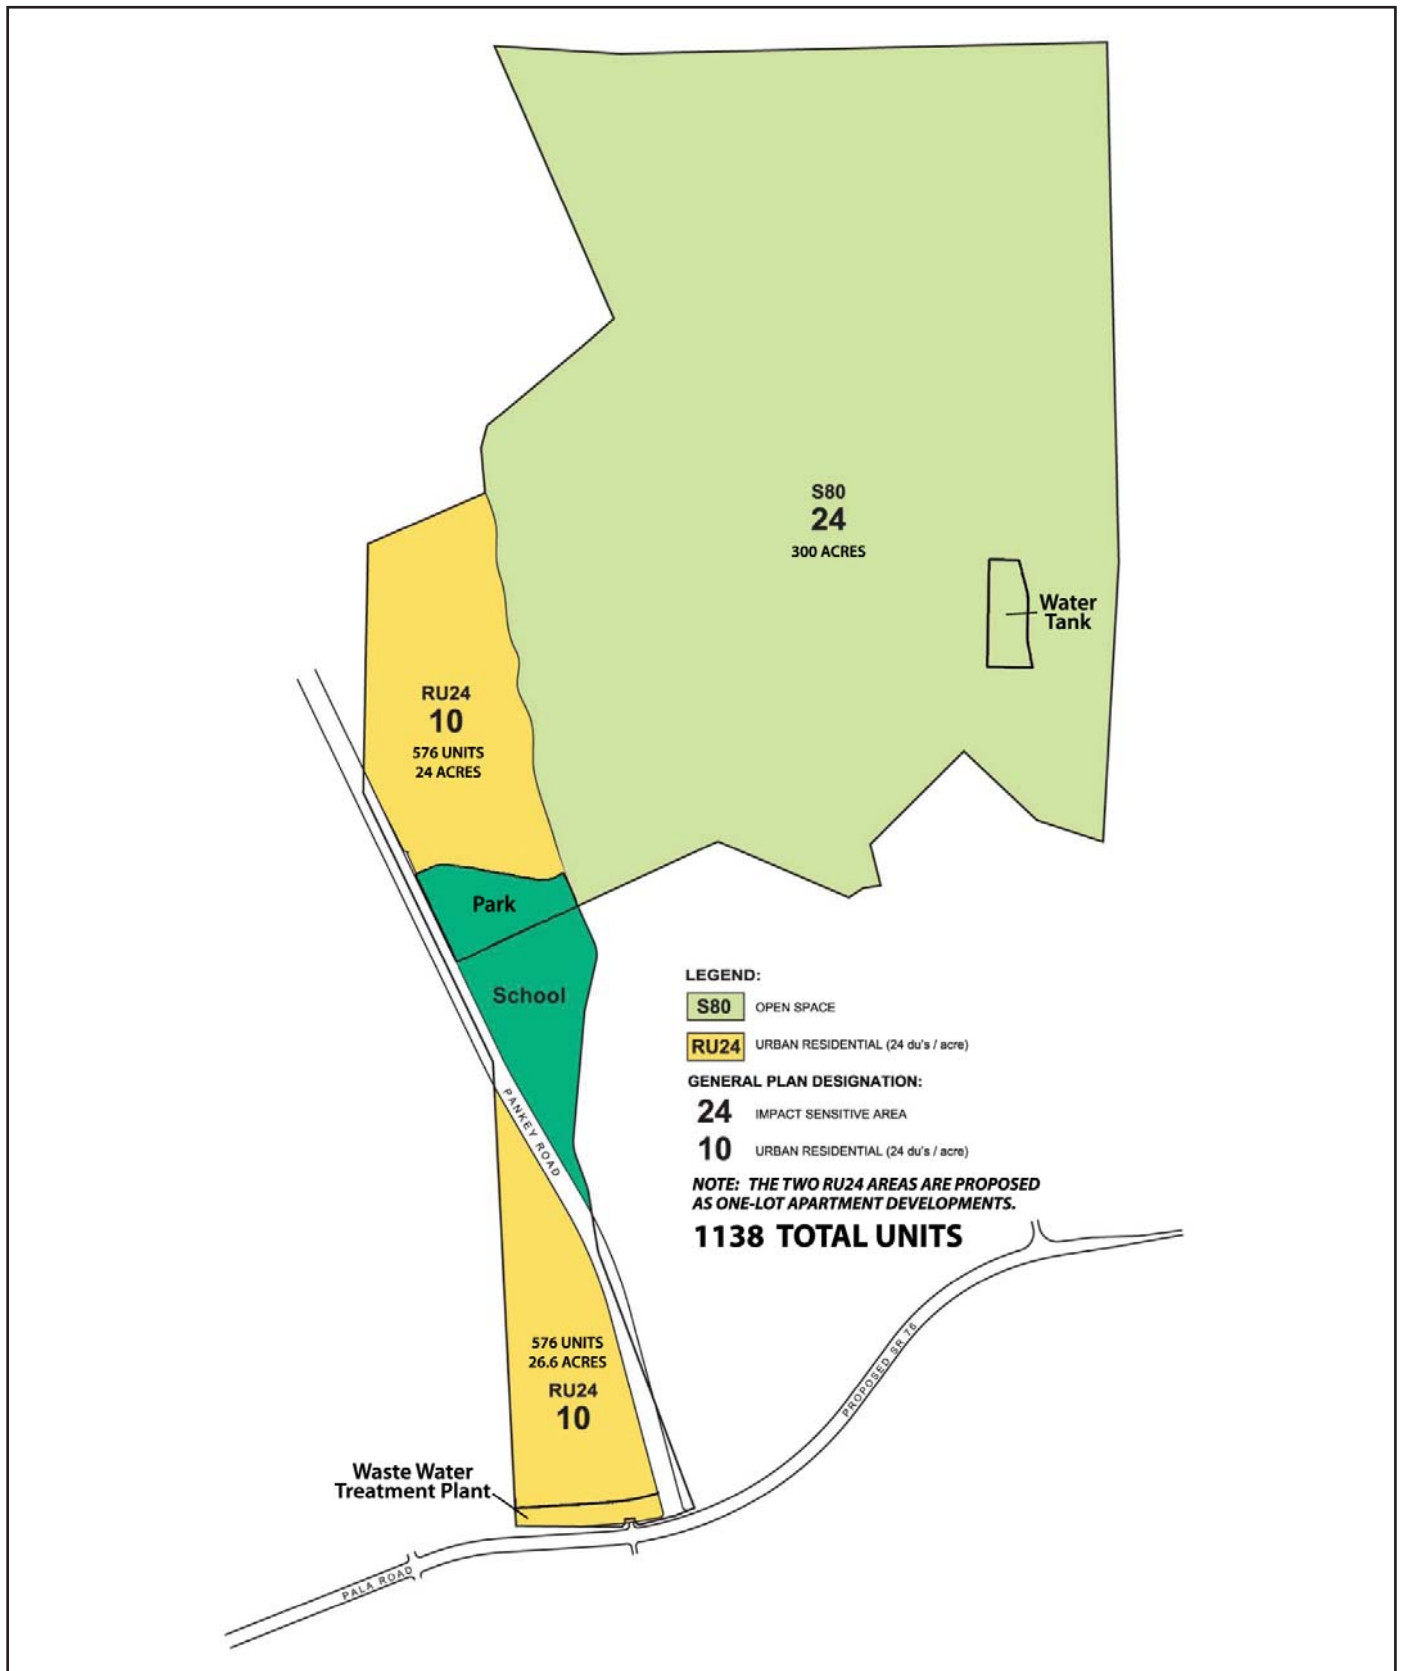 S80
24
300 ACRES
Water
Tank
RU24
10
576 UNITS
24 ACRES
Park
School
PANKEY ROAD
LEGEND:
S80 OPEN SPACE
RU24 URBAN RESIDENTIAL (24 du's / acre)
GENERAL PLAN DESIGNATION:
24 IMPACT SENSITIVE AREA
10 URBAN RESIDENTIAL (24 du's / acre)
NOTE: THE TWO RU24 AREAS ARE PROPOSED
AS ONE-LOT APARTMENT DEVELOPMENTS.
1138 TOTAL UNITS
576 UNITS
26.6 ACRES
RU24
10
PROPOSED SR 76
Waste Water
Treatment Plant
PALA ROAD